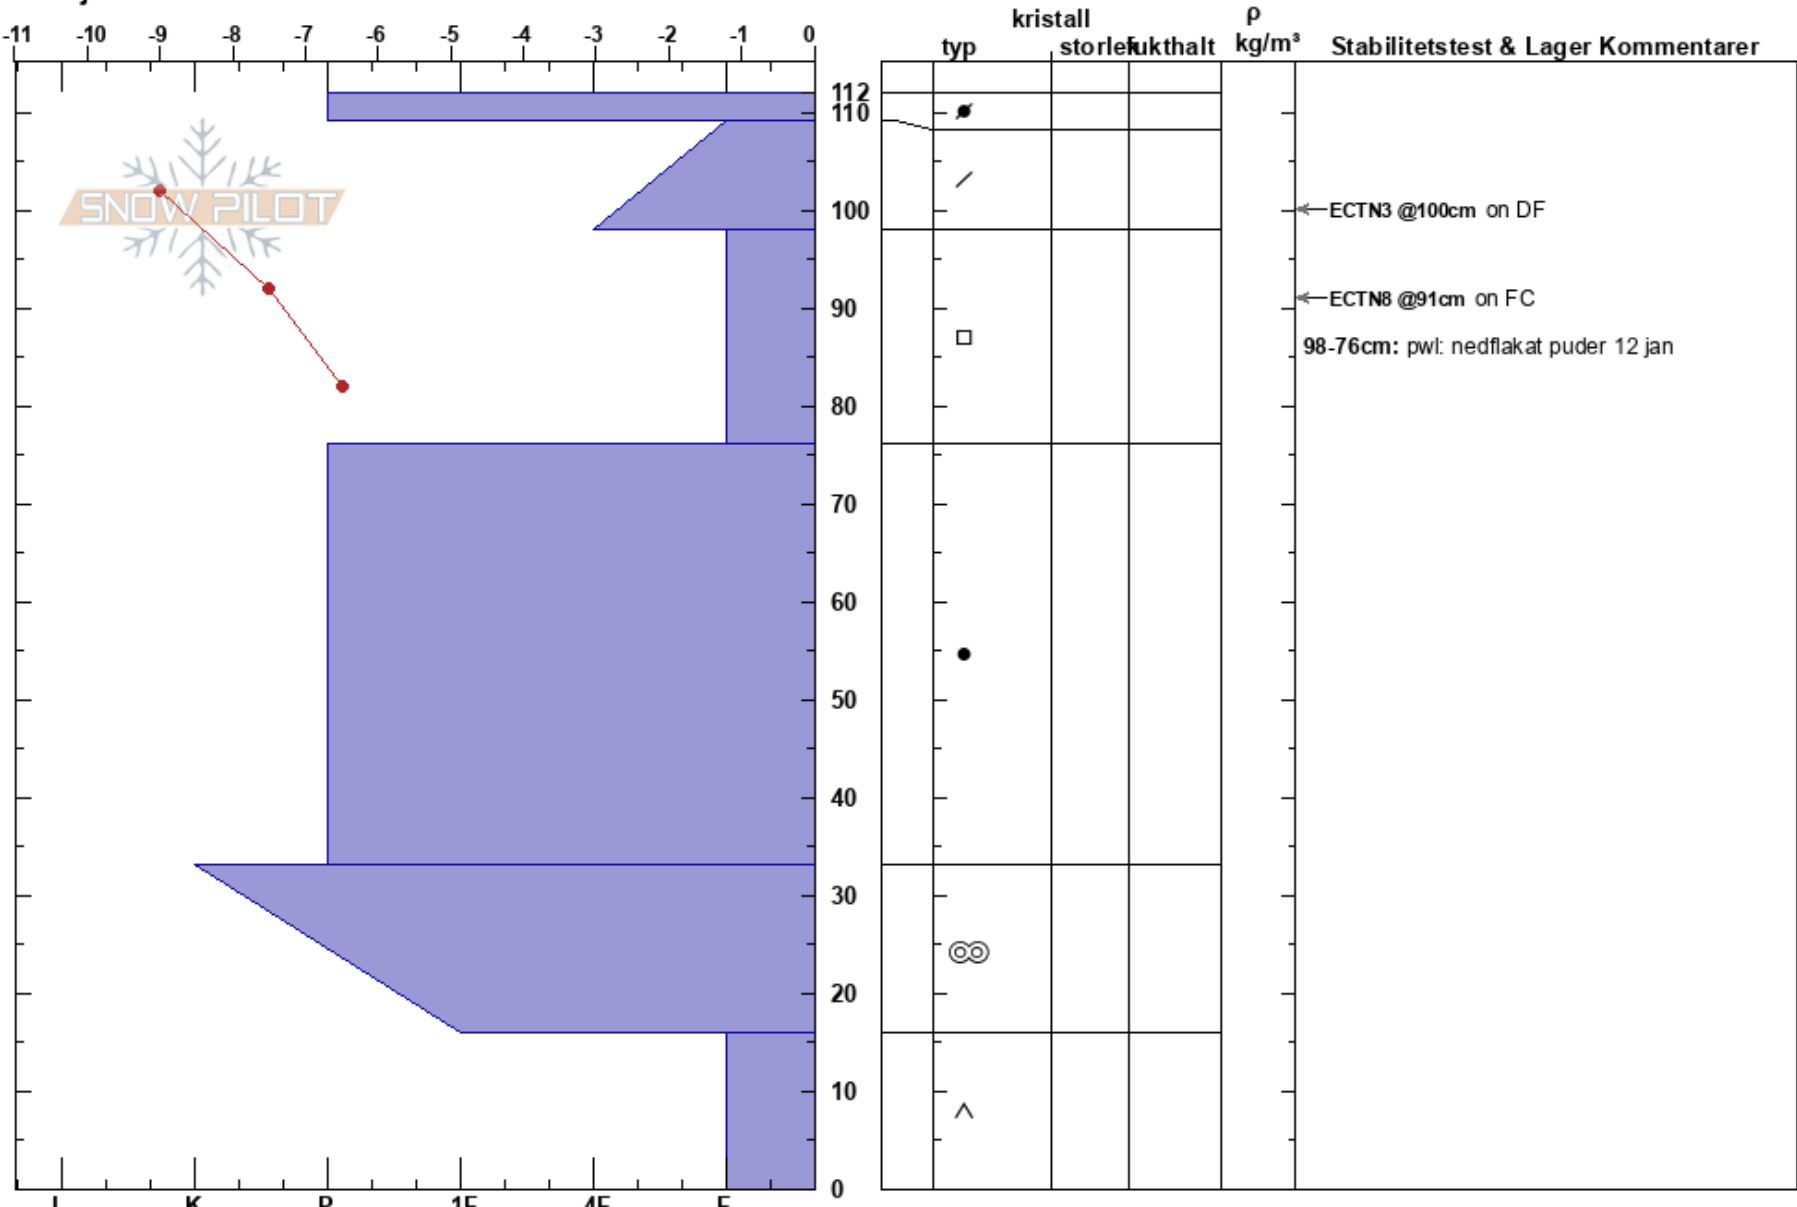 kristall
ρ
-11 -10 -9 -8 -7 -6 -5 -4 -3 -2 -1 0
typ storlek fukthalt kg/m³ Stabilitetstest & Lager Kommentarer
112
110
SNOW PILOT
100
ECTN3 @100cm on DF
ECTN8 @91cm on FC
90
98-76cm: pwl: nedflakat puder 12 jan
80
70
60
50
40
30
20
10
0
I K P 1F 4F F